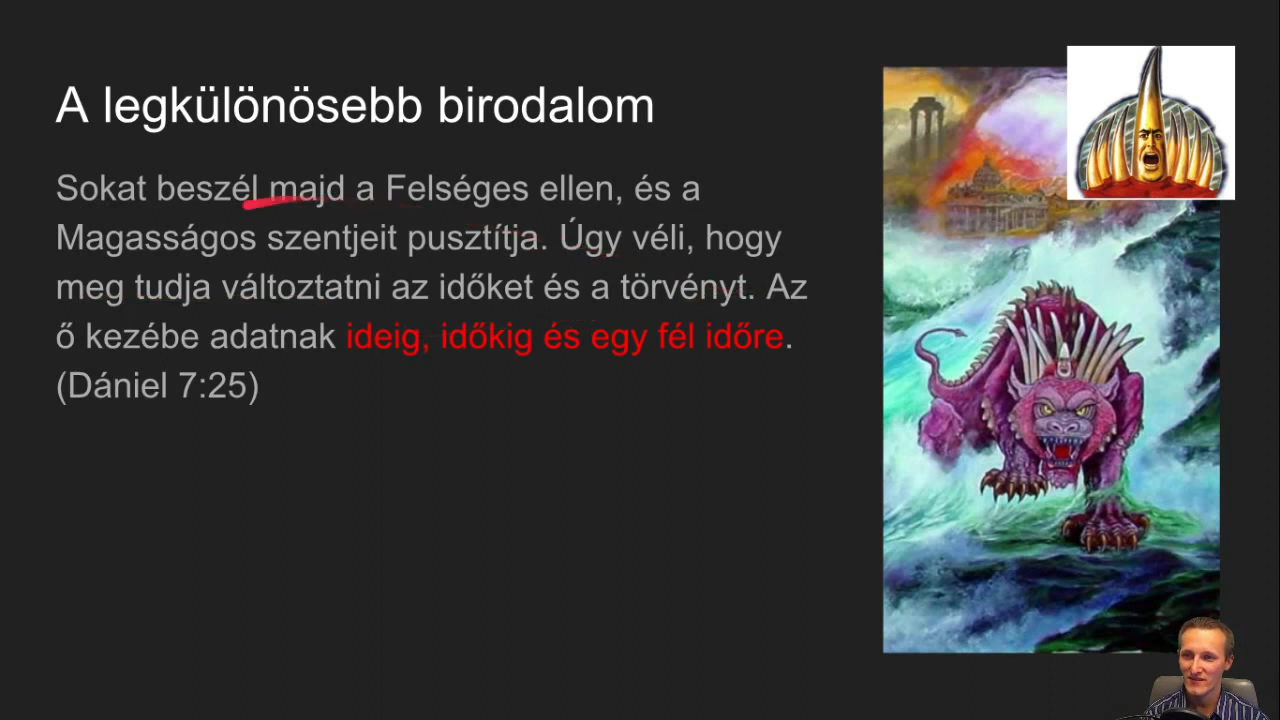 A legkülönösebb birodalom
Sokat beszél majd a Felséges ellen, és a
Magasságos szentjeit pusztítja. Úgy véli, hogy
meg tudja változtatni az időket és a törvényt. Az
ő kezébe adatnak ideig, időkig és egy fél időre.
(Dániel 7:25)